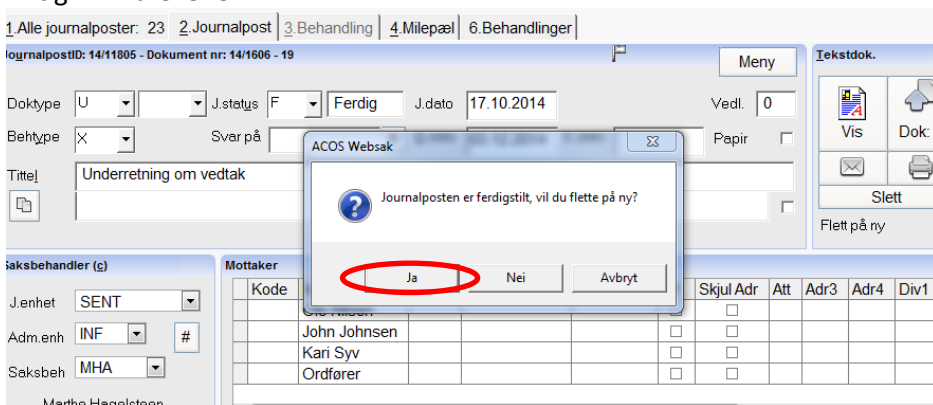 1.Alle journalposter: 23 2.Journalpost 3.Behandling 4.Milepæl 6.Behandlinger
JournalpostID: 14/11805 - Dokument nr: 14/1606 - 19
Meny
Tekstdok.
Doktype U J.status F Ferdig J.dato 17.10.2014 Vedl. 0
Vis Dok:
Behtype X Svar på Papir
ACOS Websak
Tittel Underretning om vedtak
Journalposten er ferdigstilt, vil du flette på ny?
Slett
Flett på ny
Ja Nei Avbryt
Saksbehandler (c)
Mottaker
Kode Skjul Adr Att Adr3 Adr4 Div1
J.enhet SENT
John Johnsen
Adm.enh INF #
Kari Syv
Saksbeh MHA
Ordfører